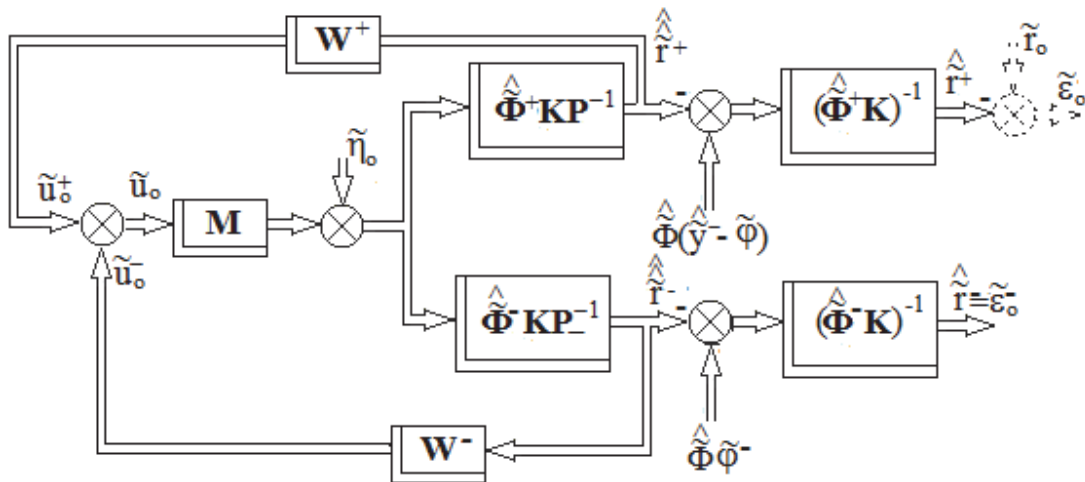 W⁺
r̃̂̂⁺
Φ̃̂⁺KP⁻¹
-
(Φ̃̂⁺K)⁻¹
r̃̂⁺
-
r̃ₒ
ε̃ₒ
ũₒ⁺
ũₒ
M
η̃ₒ
Φ̃̂(ỹ̂⁻- φ̃)
ũₒ⁻
Φ̃̂⁻KP₋⁻¹
r̃̂̂⁻
-
(Φ̃̂⁻K)⁻¹
r̃̂⁻=ε̃ₒ⁻
W⁻
Φ̃̂φ̃⁻